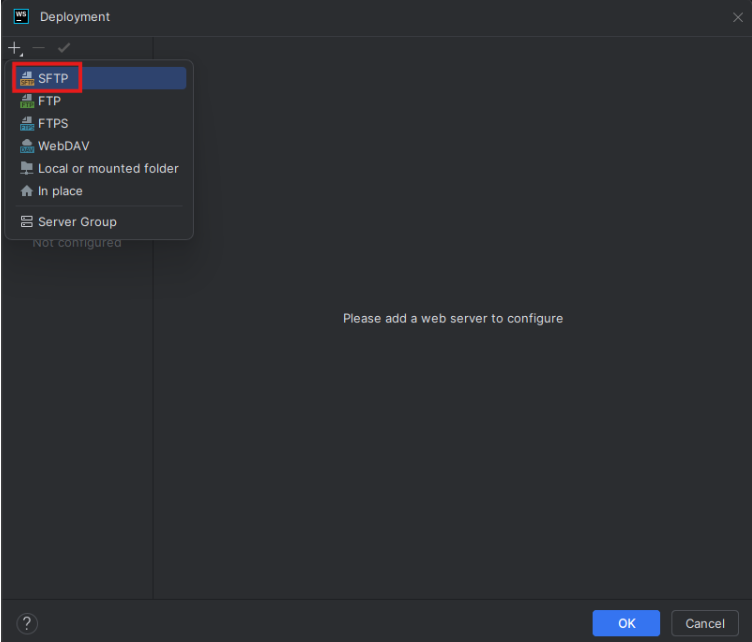 WS
Deployment
SFTP
FTP
FTPS
WebDAV
Local or mounted folder
In place
Server Group
Not configured
Please add a web server to configure
?
OK
Cancel